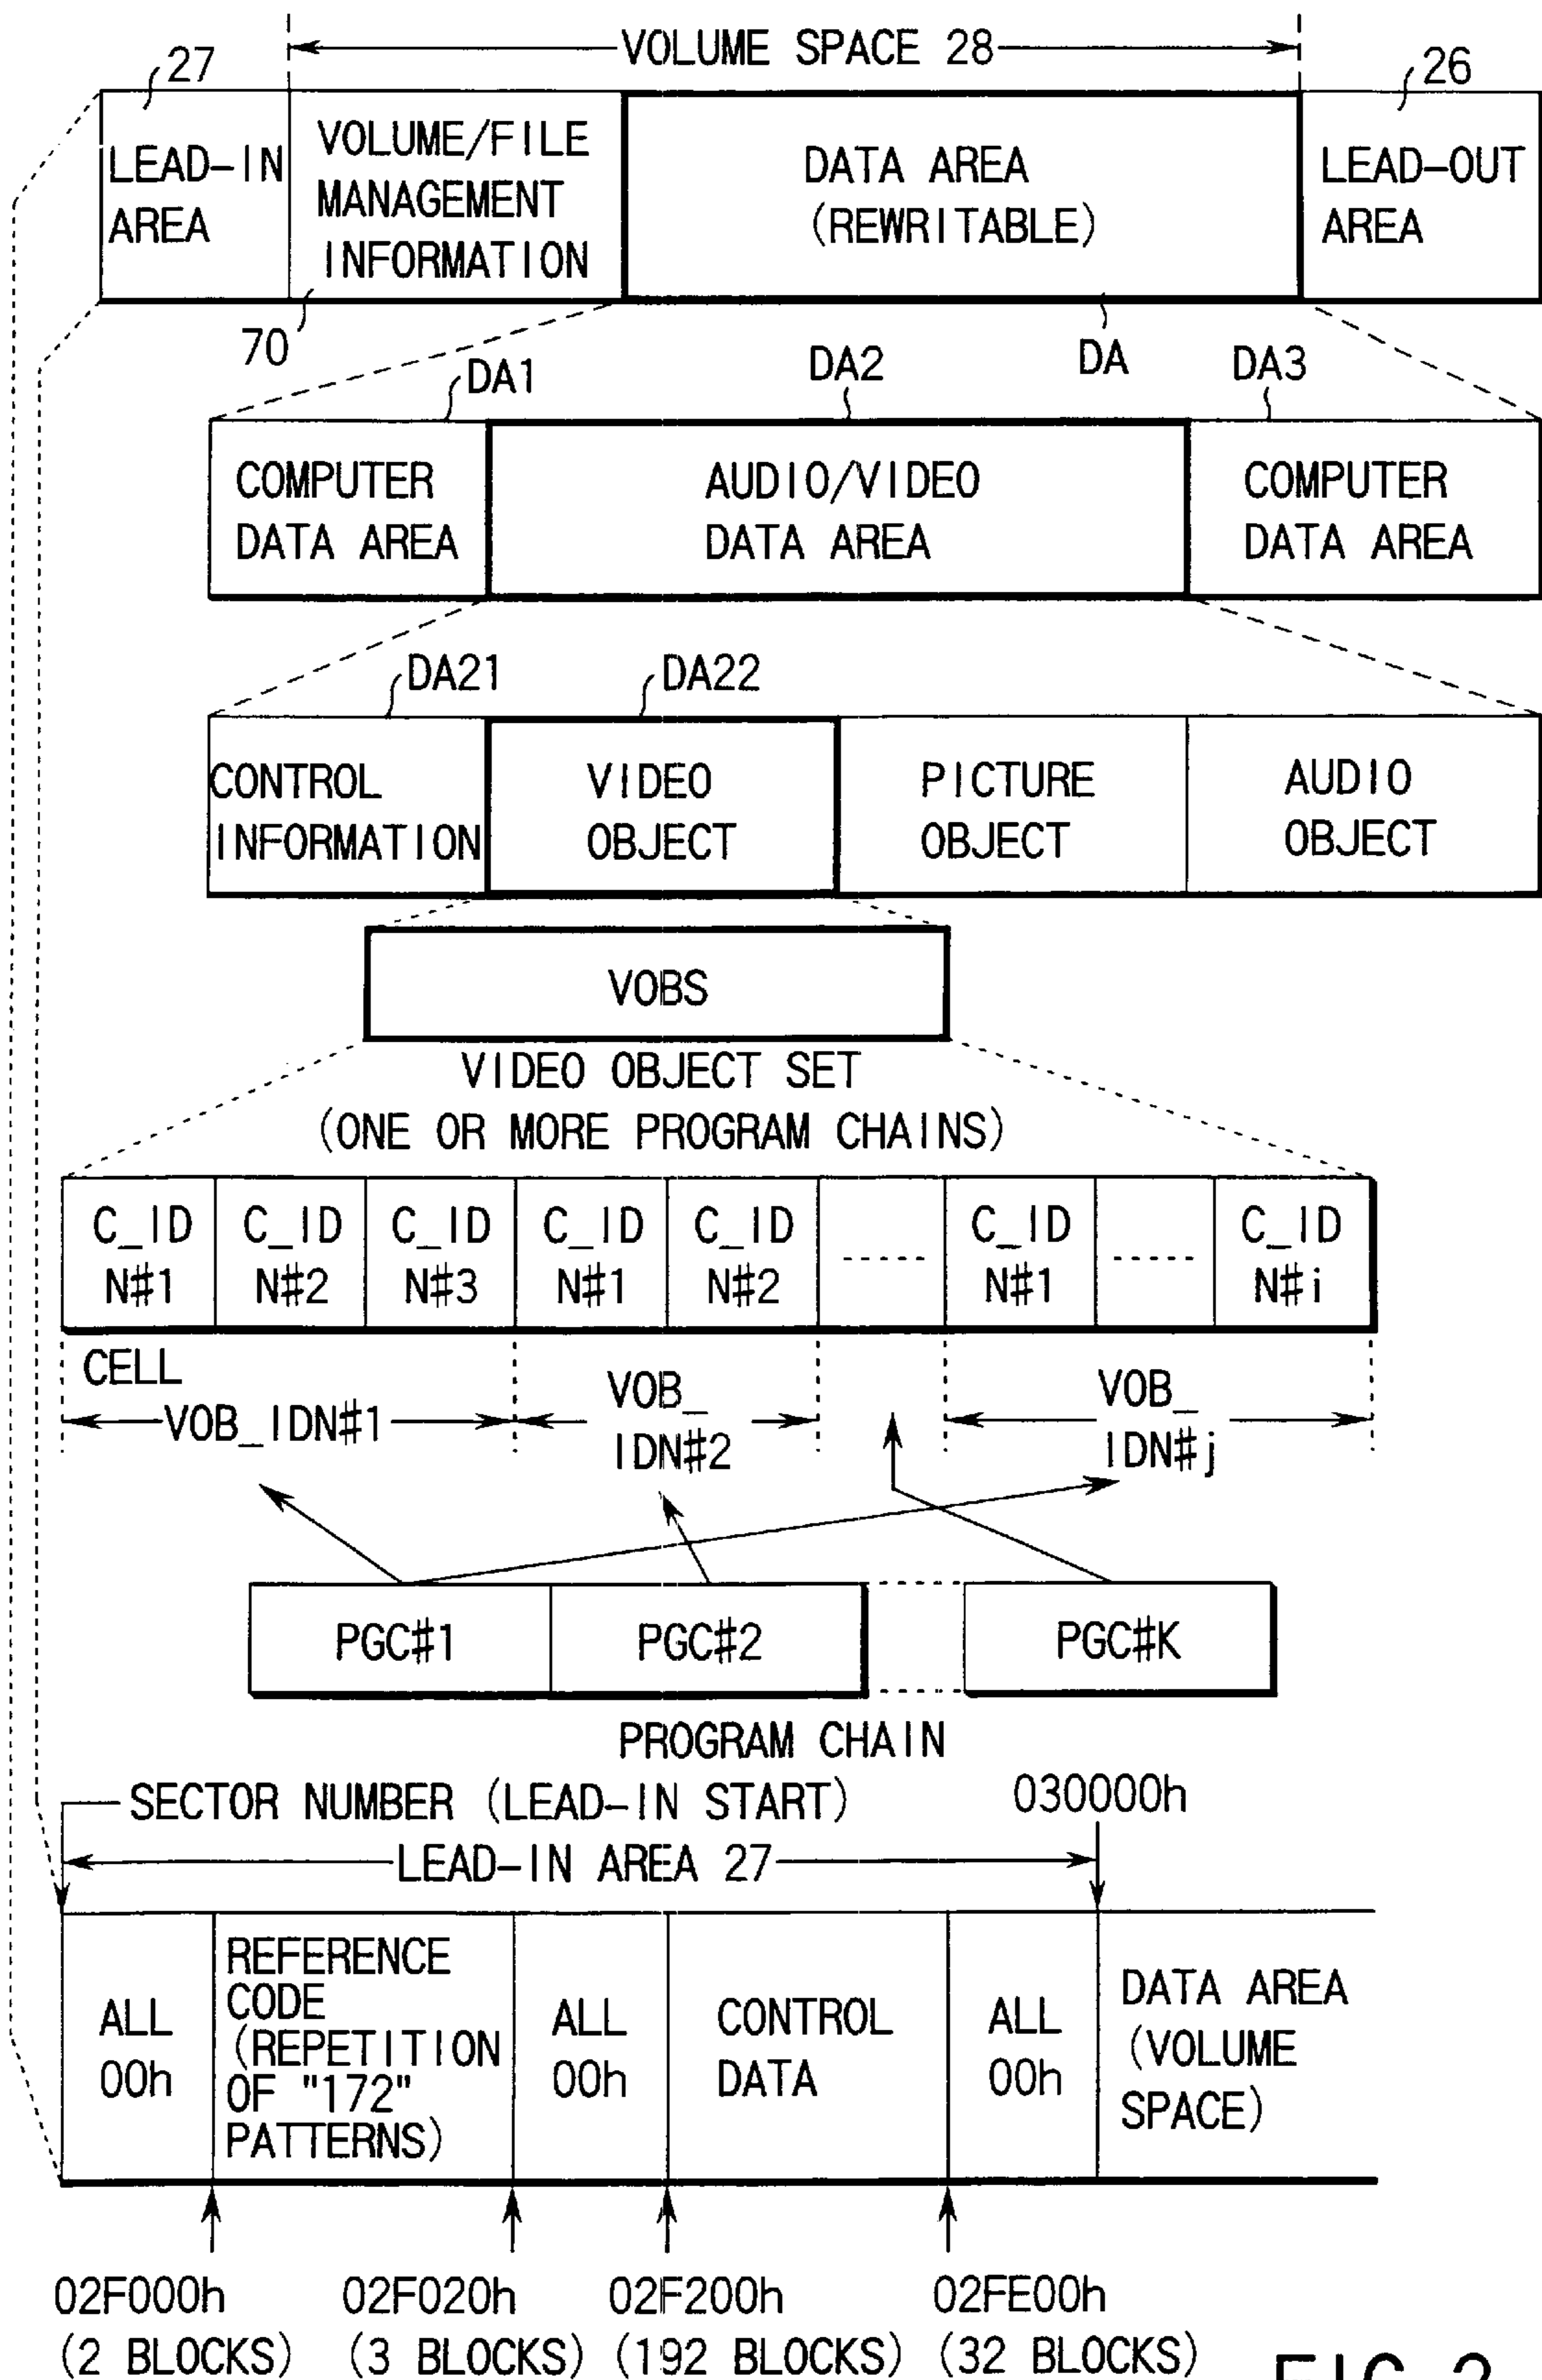 VOLUME SPACE 28
27
26
LEAD-IN
AREA
VOLUME/FILE
MANAGEMENT
INFORMATION
DATA AREA
(REWRITABLE)
LEAD-OUT
AREA
70
DA
DA1
DA2
DA3
COMPUTER
DATA AREA
AUDIO/VIDEO
DATA AREA
COMPUTER
DATA AREA
DA21
DA22
CONTROL
INFORMATION
VIDEO
OBJECT
PICTURE
OBJECT
AUDIO
OBJECT
VOBS
VIDEO OBJECT SET
(ONE OR MORE PROGRAM CHAINS)
C_ID
N#1
C_ID
N#2
C_ID
N#3
C_ID
N#1
C_ID
N#2
C_ID
N#1
C_ID
N#i
CELL
VOB_IDN#1
VOB_
IDN#2
VOB_
IDN#j
PGC#1
PGC#2
PGC#K
PROGRAM CHAIN
SECTOR NUMBER (LEAD-IN START)
030000h
LEAD-IN AREA 27
ALL
00h
REFERENCE
CODE
(REPETITION
OF "172"
PATTERNS)
ALL
00h
CONTROL
DATA
ALL
00h
DATA AREA
(VOLUME
SPACE)
02F000h
(2 BLOCKS)
02F020h
(3 BLOCKS)
02F200h
(192 BLOCKS)
02FE00h
(32 BLOCKS)
FIG. 2